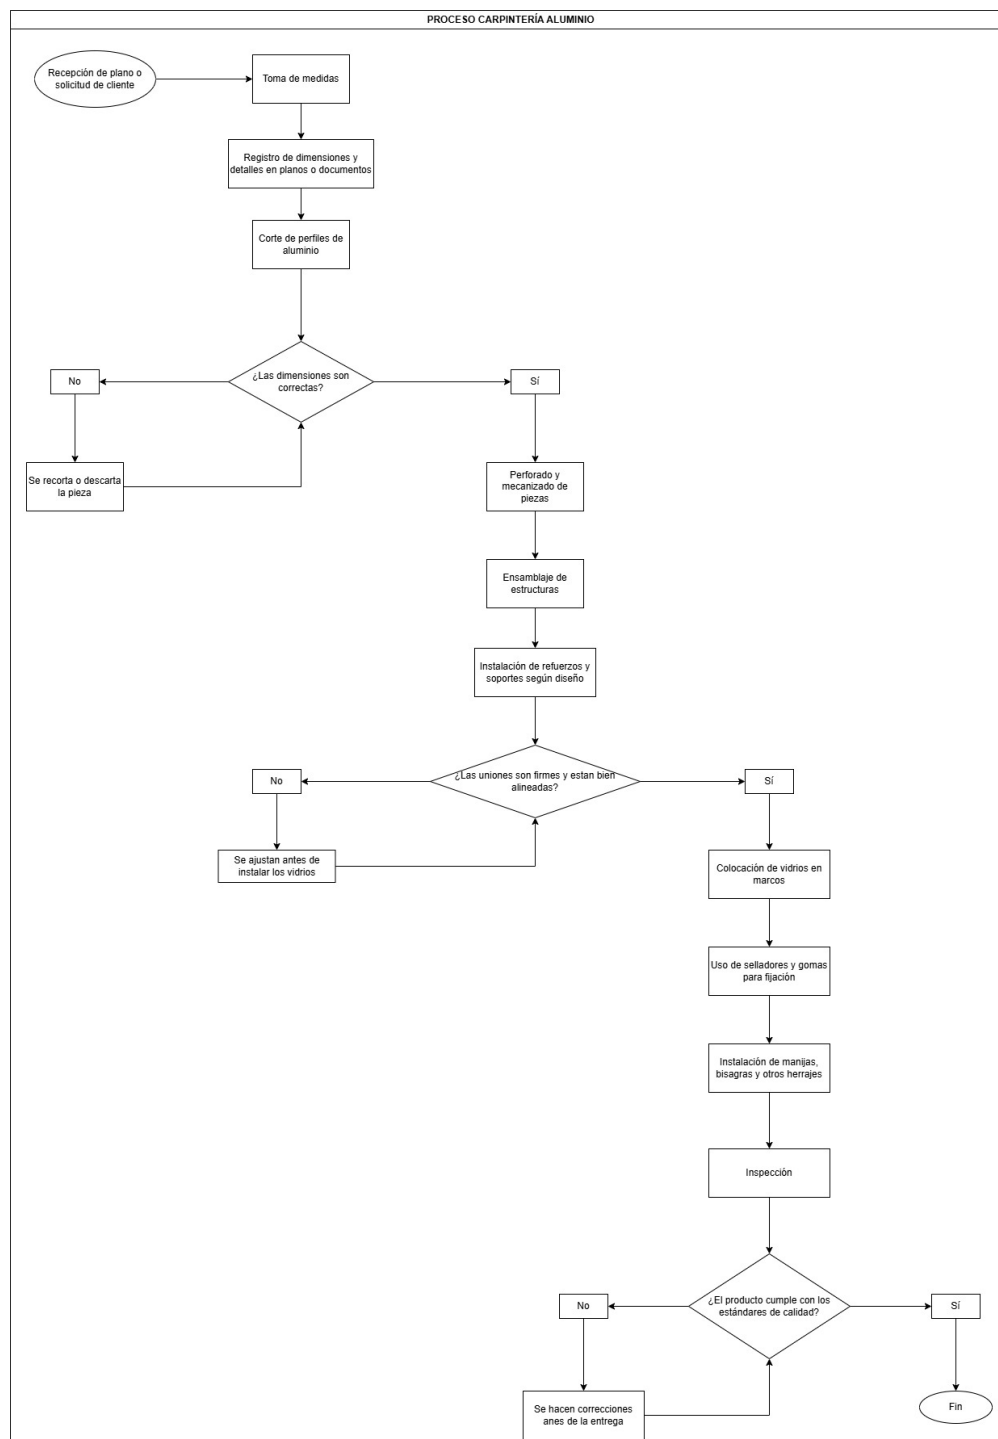 PROCESO CARPINTERÍA ALUMINIO
Recepción de plano o
solicitud de cliente
Toma de medidas
Registro de dimensiones y
detalles en planos o documentos
Corte de perfiles de
aluminio
¿Las dimensiones son
correctas?
No
Sí
Se recorta o descarta
la pieza
Perforado y
mecanizado de
piezas
Ensamblaje de
estructuras
Instalación de refuerzos y
soportes según diseño
¿Las uniones son firmes y estan bien
alineadas?
No
Sí
Se ajustan antes de
instalar los vidrios
Colocación de vidrios en
marcos
Uso de selladores y gomas
para fijación
Instalación de manijas,
bisagras y otros herrajes
Inspección
¿El producto cumple con los
estándares de calidad?
No
Sí
Se hacen correcciones
anes de la entrega
Fin